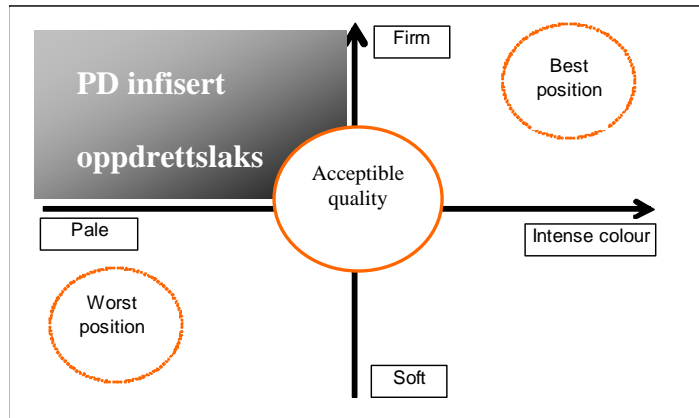 Firm
Best
position
PD infisert
oppdrettslaks
Acceptible
quality
Pale
Intense colour
Worst
position
Soft